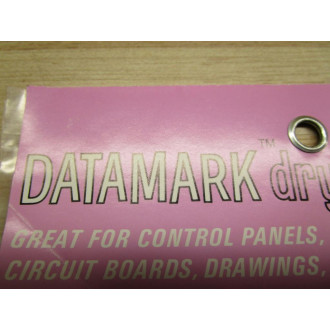 DATAMARK™ dry
GREAT FOR CONTROL PANELS,
CIRCUIT BOARDS, DRAWINGS,